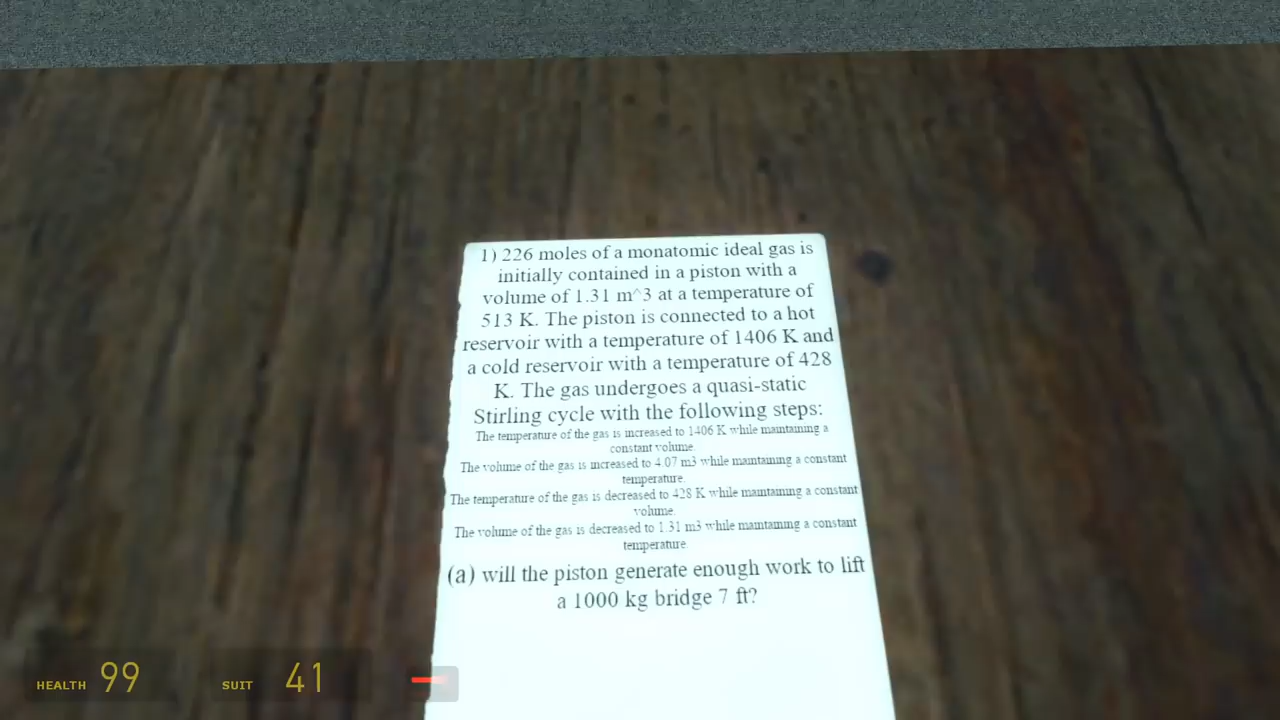 1) 226 moles of a monatomic ideal gas is
initially contained in a piston with a
volume of 1.31 m^3 at a temperature of
513 K. The piston is connected to a hot
reservoir with a temperature of 1406 K and
a cold reservoir with a temperature of 428
K. The gas undergoes a quasi-static
Stirling cycle with the following steps:
The temperature of the gas is increased to 1406 K while maintaining a
constant volume.
The volume of the gas is increased to 4.07 m3 while maintaining a constant
temperature.
The temperature of the gas is decreased to 428 K while maintaining a constant
volume.
The volume of the gas is decreased to 1.31 m3 while maintaining a constant
temperature.
(a) will the piston generate enough work to lift
a 1000 kg bridge 7 ft?
HEALTH 99 SUIT 41